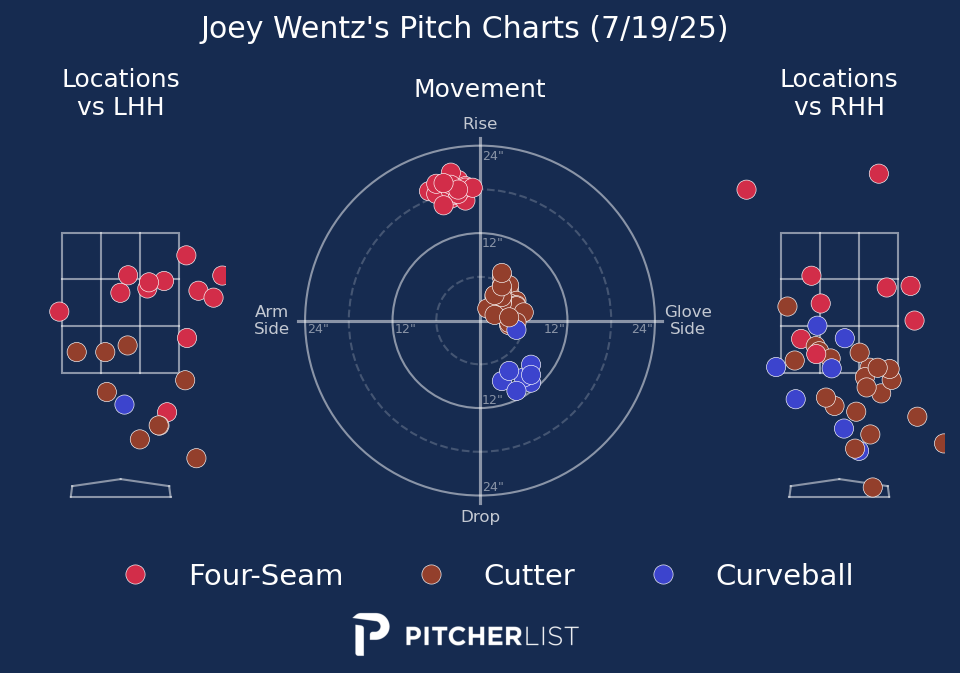 Joey Wentz's Pitch Charts (7/19/25)
Locations
vs LHH
Movement
Locations
vs RHH
Rise
24"
12"
Arm
Side
24"
12"
12"
24"
Glove
Side
12"
24"
Drop
Four-Seam
Cutter
Curveball
PITCHERLIST